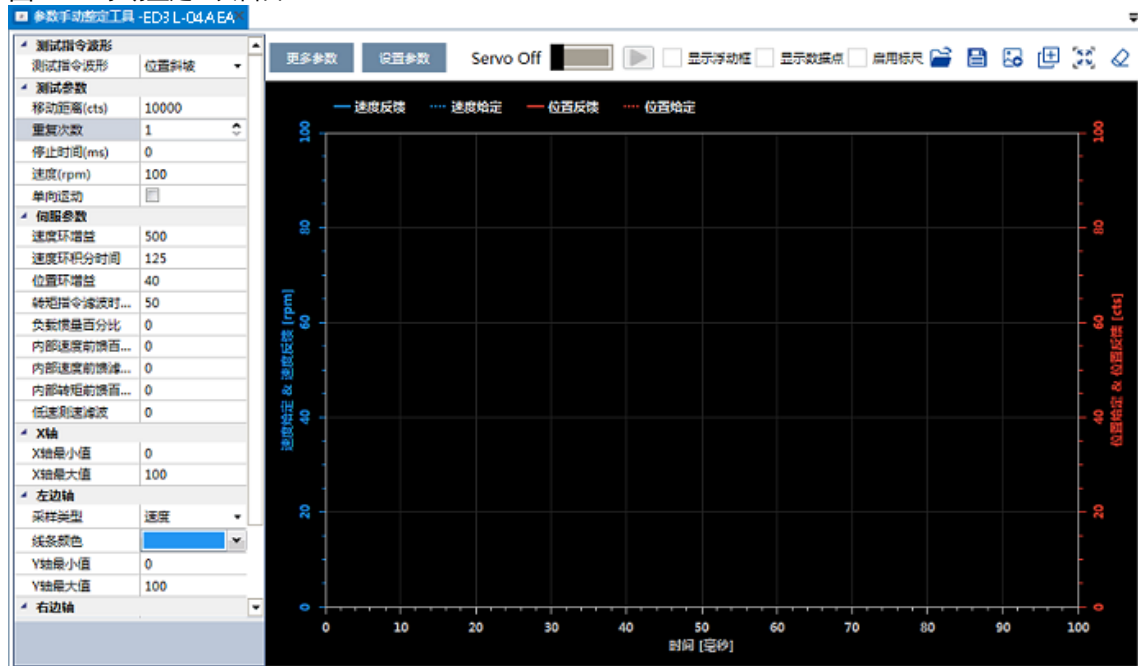 参数手动整定工具 -ED3L-04AEA
测试指令波形
测试指令波形 位置斜坡
测试参数
移动距离(cts) 10000
重复次数 1
停止时间(ms) 0
速度(rpm) 100
单向运动
伺服参数
速度环增益 500
速度环积分时间 125
位置环增益 40
转矩指令滤波时... 50
负载惯量百分比 0
内部速度前馈百... 0
内部速度前馈滤... 0
内部转矩前馈百... 0
低速测速滤波 0
X轴
X轴最小值 0
X轴最大值 100
左边轴
采样类型 速度
线条颜色
Y轴最小值 0
Y轴最大值 100
右边轴
更多参数 设置参数 Servo Off 显示浮动框 显示数据点 启用标尺
速度反馈 速度给定 位置反馈 位置给定
速度给定 & 速度反馈 [rpm]
100
80
60
40
20
0
0 10 20 30 40 50 60 70 80 90 100
时间 [毫秒]
100
80
60
40
20
0
位置给定 & 位置反馈 [cts]